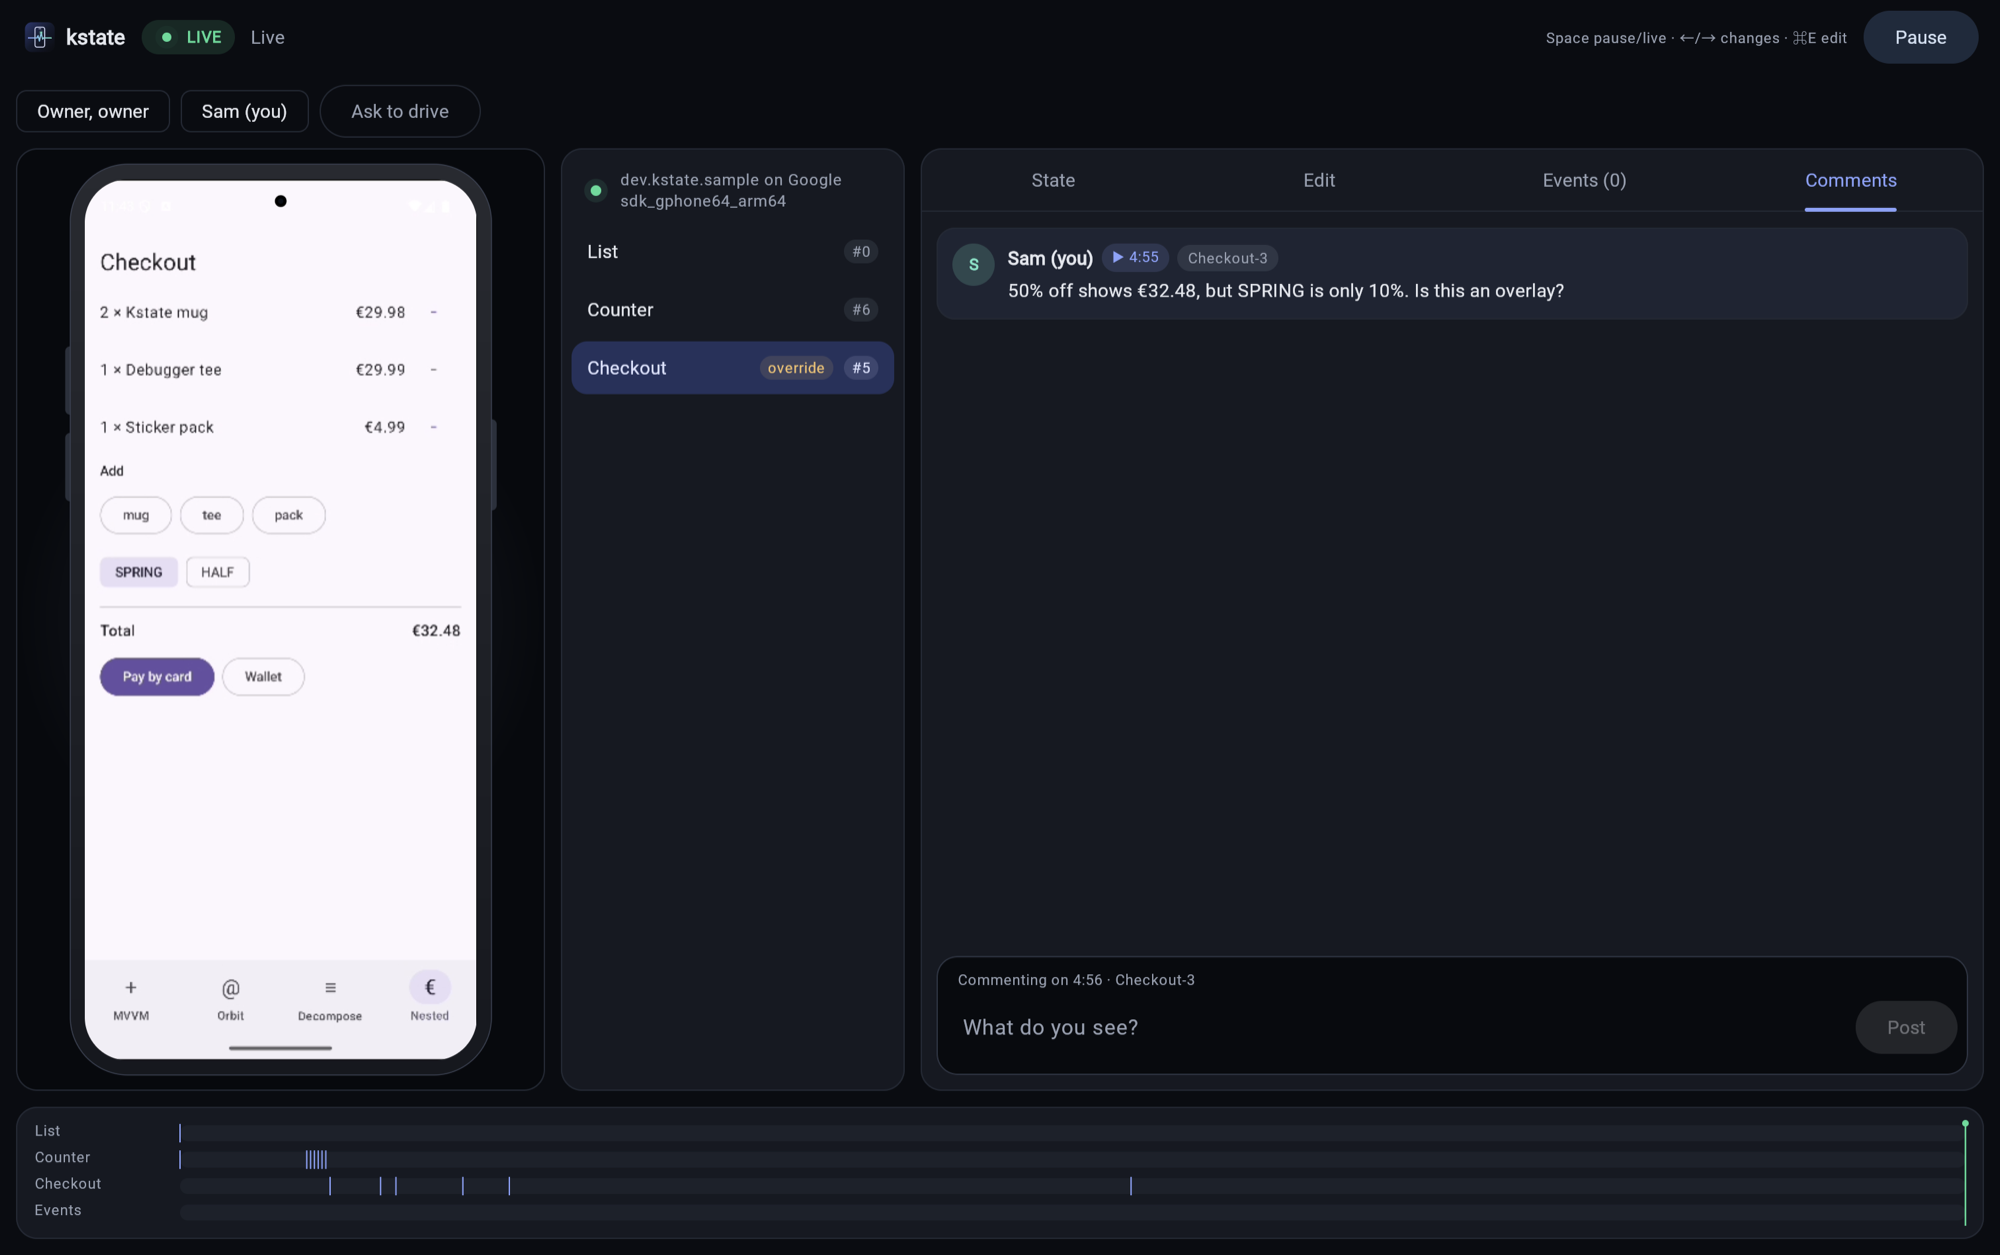 kstate
LIVE
Live
Space pause/live · ←/→ changes · ⌘E edit
Pause
Owner, owner
Sam (you)
Ask to drive
Checkout
2 × Kstate mug €29.98 -
1 × Debugger tee €29.99 -
1 × Sticker pack €4.99 -
Add
mug
tee
pack
SPRING
HALF
Total €32.48
Pay by card
Wallet
+
@
≡
€
MVVM
Orbit
Decompose
Nested
dev.kstate.sample on Google
sdk_gphone64_arm64
List #0
Counter #6
Checkout override #5
State
Edit
Events (0)
Comments
S
Sam (you) ▶ 4:55 Checkout-3
50% off shows €32.48, but SPRING is only 10%. Is this an overlay?
Commenting on 4:56 · Checkout-3
What do you see?
Post
List
Counter
Checkout
Events